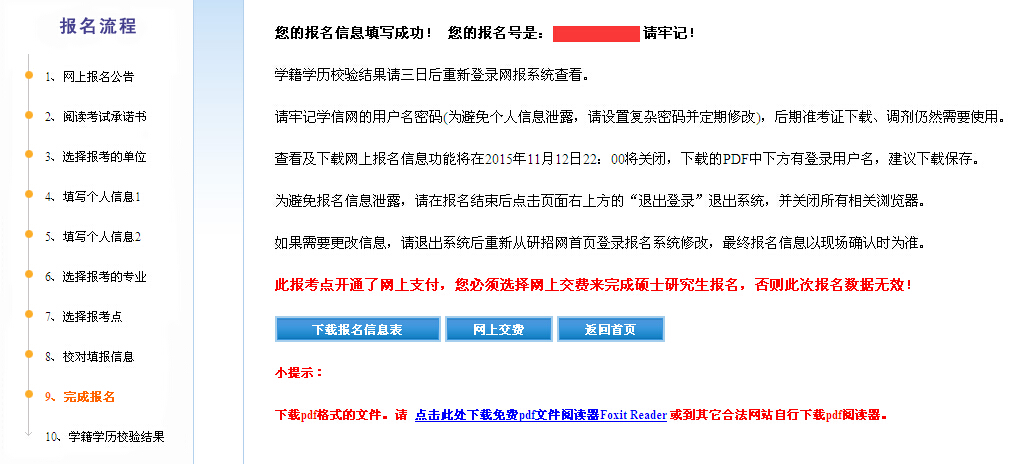 报名流程
1、网上报名公告
2、阅读考试承诺书
3、选择报考的单位
4、填写个人信息1
5、填写个人信息2
6、选择报考的专业
7、选择报考点
8、校对填报信息
9、完成报名
10、学籍学历校验结果
您的报名信息填写成功！ 您的报名号是： 请牢记！
学籍学历校验结果请三日后重新登录网报系统查看。
请牢记学信网的用户名密码(为避免个人信息泄露，请设置复杂密码并定期修改)，后期准考证下载、调剂仍然需要使用。
查看及下载网上报名信息功能将在2015年11月12日22：00将关闭，下载的PDF中下方有登录用户名，建议下载保存。
为避免报名信息泄露，请在报名结束后点击页面右上方的“退出登录”退出系统，并关闭所有相关浏览器。
如果需要更改信息，请退出系统后重新从研招网首页登录报名系统修改，最终报名信息以现场确认时为准。
此报考点开通了网上支付，您必须选择网上交费来完成硕士研究生报名，否则此次报名数据无效！
下载报名信息表 网上交费 返回首页
小提示：
下载pdf格式的文件。请 点击此处下载免费pdf文件阅读器Foxit Reader 或到其它合法网站自行下载pdf阅读器。